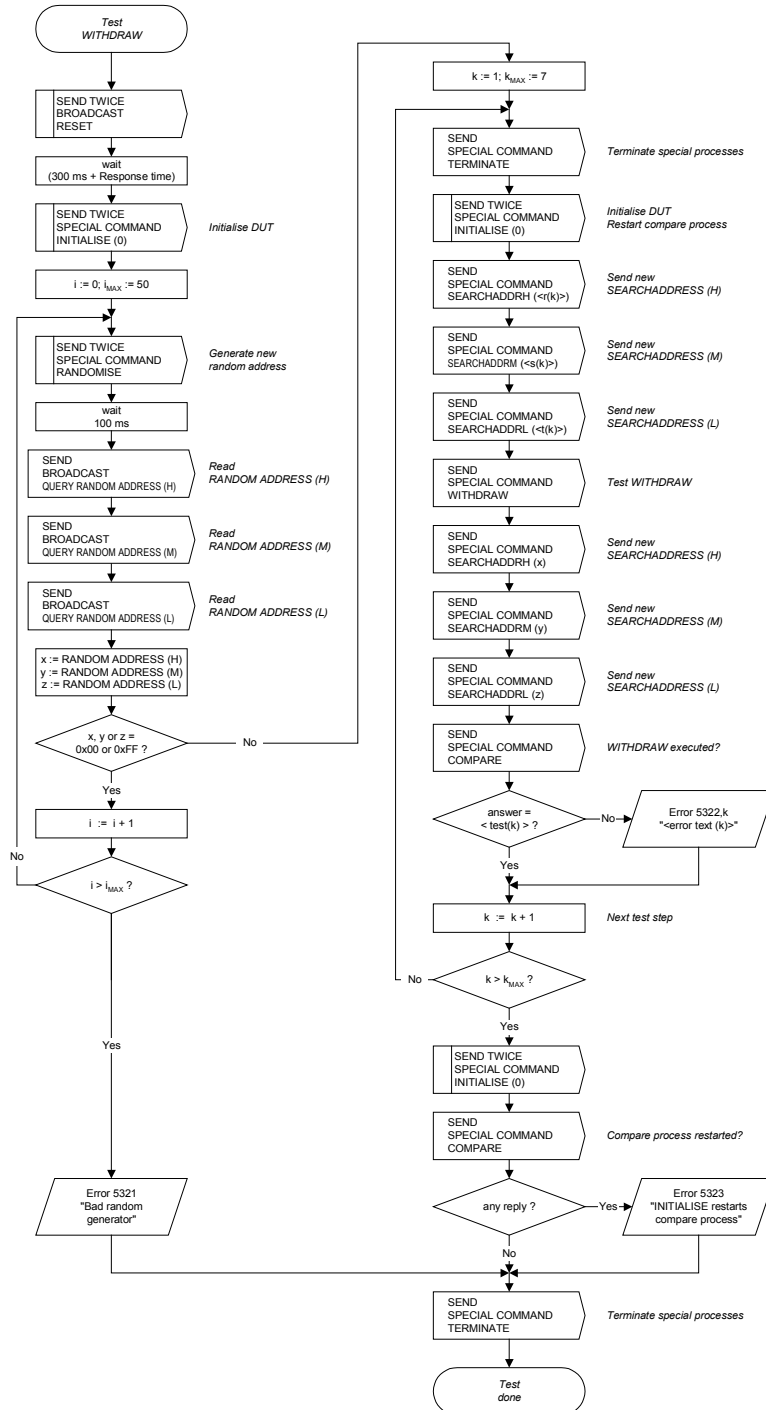 Test
WITHDRAW
SEND TWICE
BROADCAST
RESET
wait
(300 ms + Response time)
SEND TWICE
SPECIAL COMMAND
INITIALISE (0)
Initialise DUT
i := 0; iMAX := 50
SEND TWICE
SPECIAL COMMAND
RANDOMISE
Generate new
random address
wait
100 ms
SEND
BROADCAST
QUERY RANDOM ADDRESS (H)
Read
RANDOM ADDRESS (H)
SEND
BROADCAST
QUERY RANDOM ADDRESS (M)
Read
RANDOM ADDRESS (M)
SEND
BROADCAST
QUERY RANDOM ADDRESS (L)
Read
RANDOM ADDRESS (L)
x := RANDOM ADDRESS (H)
y := RANDOM ADDRESS (M)
z := RANDOM ADDRESS (L)
x, y or z =
0x00 or 0xFF ?
No
Yes
i := i + 1
No
i > iMAX ?
Yes
Error 5321
"Bad random
generator"
k := 1; kMAX := 7
SEND
SPECIAL COMMAND
TERMINATE
Terminate special processes
SEND TWICE
SPECIAL COMMAND
INITIALISE (0)
Initialise DUT
Restart compare process
SEND
SPECIAL COMMAND
SEARCHADDRH (<r(k)>)
Send new
SEARCHADDRESS (H)
SEND
SPECIAL COMMAND
SEARCHADDRM (<s(k)>)
Send new
SEARCHADDRESS (M)
SEND
SPECIAL COMMAND
SEARCHADDRL (<t(k)>)
Send new
SEARCHADDRESS (L)
SEND
SPECIAL COMMAND
WITHDRAW
Test WITHDRAW
SEND
SPECIAL COMMAND
SEARCHADDRH (x)
Send new
SEARCHADDRESS (H)
SEND
SPECIAL COMMAND
SEARCHADDRM (y)
Send new
SEARCHADDRESS (M)
SEND
SPECIAL COMMAND
SEARCHADDRL (z)
Send new
SEARCHADDRESS (L)
SEND
SPECIAL COMMAND
COMPARE
WITHDRAW executed?
answer =
< test(k) > ?
No
Error 5322,k
"<error text (k)>"
Yes
k := k + 1
Next test step
No
k > kMAX ?
Yes
SEND TWICE
SPECIAL COMMAND
INITIALISE (0)
SEND
SPECIAL COMMAND
COMPARE
Compare process restarted?
any reply ?
Yes
Error 5323
"INITIALISE restarts
compare process"
No
SEND
SPECIAL COMMAND
TERMINATE
Terminate special processes
Test
done